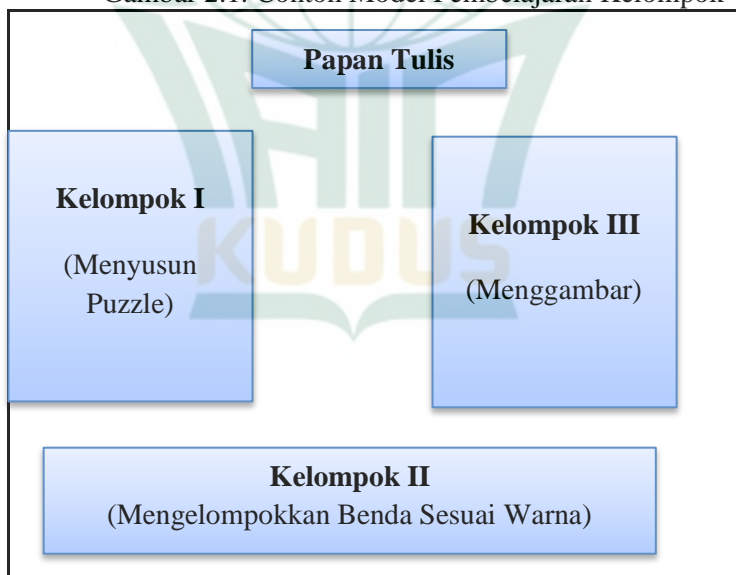 Gambar 2.1. Contoh Model Pembelajaran Kelompok
Papan Tulis
Kelompok I
(Menyusun
Puzzle)
Kelompok III
(Menggambar)
Kelompok II
(Mengelompokkan Benda Sesuai Warna)
KUDUS